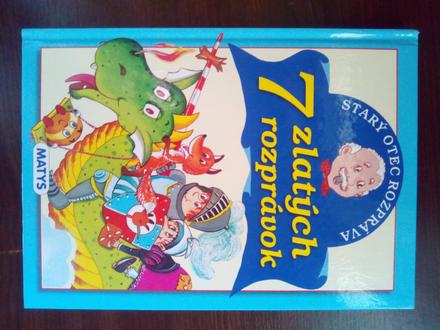 STARÝ OTEC ROZPRÁVA
7 zlatých
rozprávok
MATYS